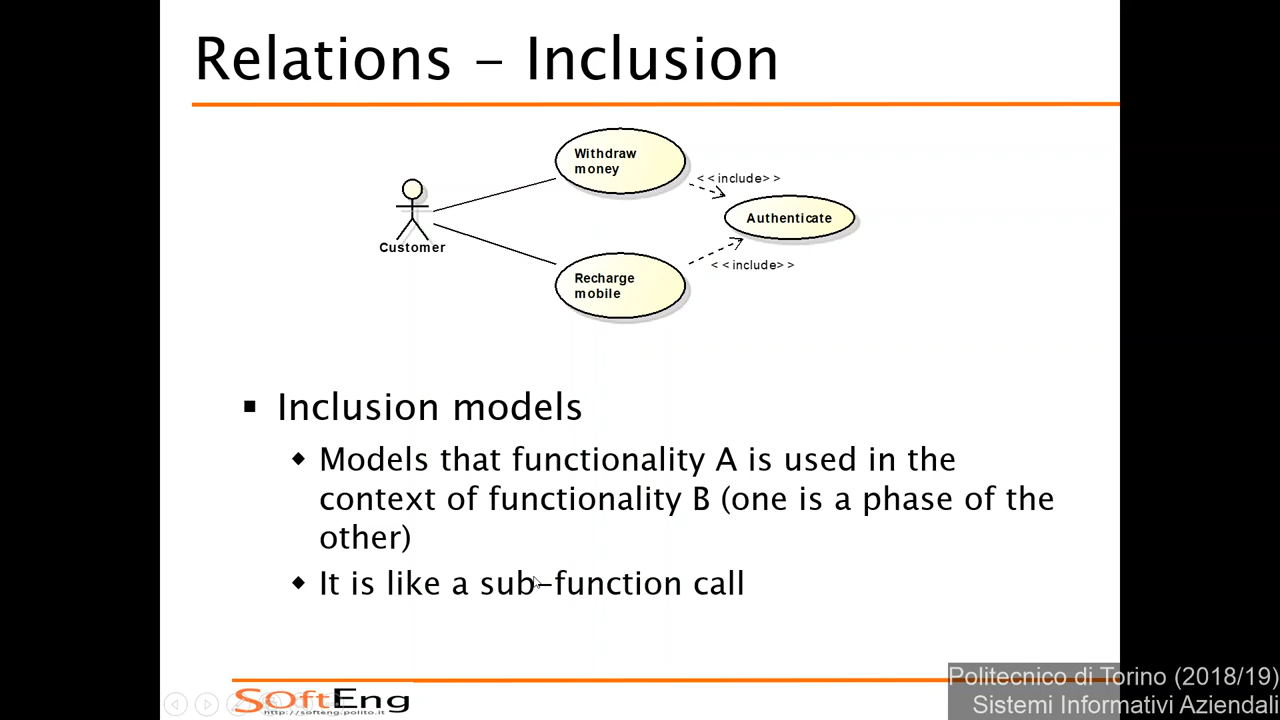 Relations – Inclusion
Withdraw
money
<<include>>
Authenticate
Customer
<<include>>
Recharge
mobile
Inclusion models
Models that functionality A is used in the
context of functionality B (one is a phase of the
other)
It is like a sub-function call
SOftEng
http://softeng.polito.it
Politecnico di Torino (2018/19)
Sistemi Informativi Aziendali